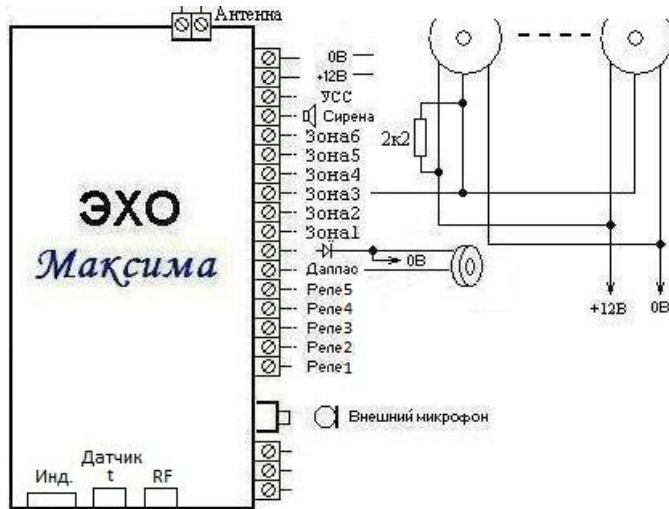 Антенна
0В
+12В
УСС
Сирена
Зона6
Зона5
Зона4
Зона3
Зона2
Зона1
0В
Даллас
Реле5
Реле4
Реле3
Реле2
Реле1
2к2
+12В
0В
ЭХО
Максима
Внешний микрофон
Датчик
Инд.
t
RF